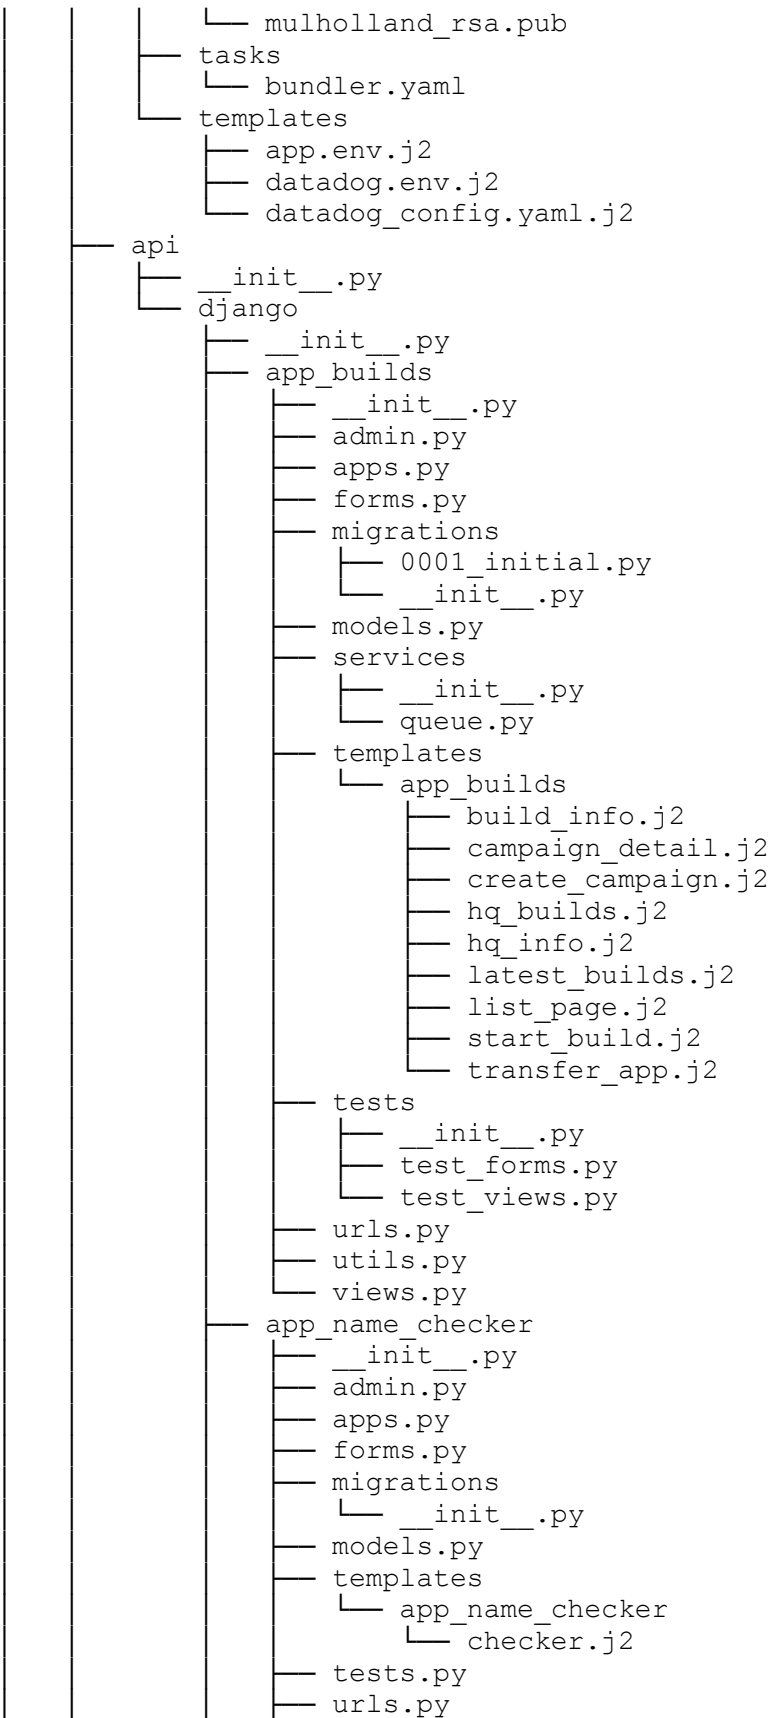 │   │   │   └── mulholland_rsa.pub
│   │   ├── tasks
│   │   │   └── bundler.yaml
│   │   └── templates
│   │       ├── app.env.j2
│   │       ├── datadog.env.j2
│   │       └── datadog_config.yaml.j2
│   ├── api
│   │   ├── __init__.py
│   │   └── django
│   │       ├── __init__.py
│   │       ├── app_builds
│   │       │   ├── __init__.py
│   │       │   ├── admin.py
│   │       │   ├── apps.py
│   │       │   ├── forms.py
│   │       │   ├── migrations
│   │       │   │   ├── 0001_initial.py
│   │       │   │   └── __init__.py
│   │       │   ├── models.py
│   │       │   ├── services
│   │       │   │   ├── __init__.py
│   │       │   │   └── queue.py
│   │       │   ├── templates
│   │       │   │   └── app_builds
│   │       │   │       ├── build_info.j2
│   │       │   │       ├── campaign_detail.j2
│   │       │   │       ├── create_campaign.j2
│   │       │   │       ├── hq_builds.j2
│   │       │   │       ├── hq_info.j2
│   │       │   │       ├── latest_builds.j2
│   │       │   │       ├── list_page.j2
│   │       │   │       ├── start_build.j2
│   │       │   │       └── transfer_app.j2
│   │       │   ├── tests
│   │       │   │   ├── __init__.py
│   │       │   │   ├── test_forms.py
│   │       │   │   └── test_views.py
│   │       │   ├── urls.py
│   │       │   ├── utils.py
│   │       │   └── views.py
│   │       ├── app_name_checker
│   │       │   ├── __init__.py
│   │       │   ├── admin.py
│   │       │   ├── apps.py
│   │       │   ├── forms.py
│   │       │   ├── migrations
│   │       │   │   └── __init__.py
│   │       │   ├── models.py
│   │       │   ├── templates
│   │       │   │   └── app_name_checker
│   │       │   │       └── checker.j2
│   │       │   ├── tests.py
│   │       │   ├── urls.py